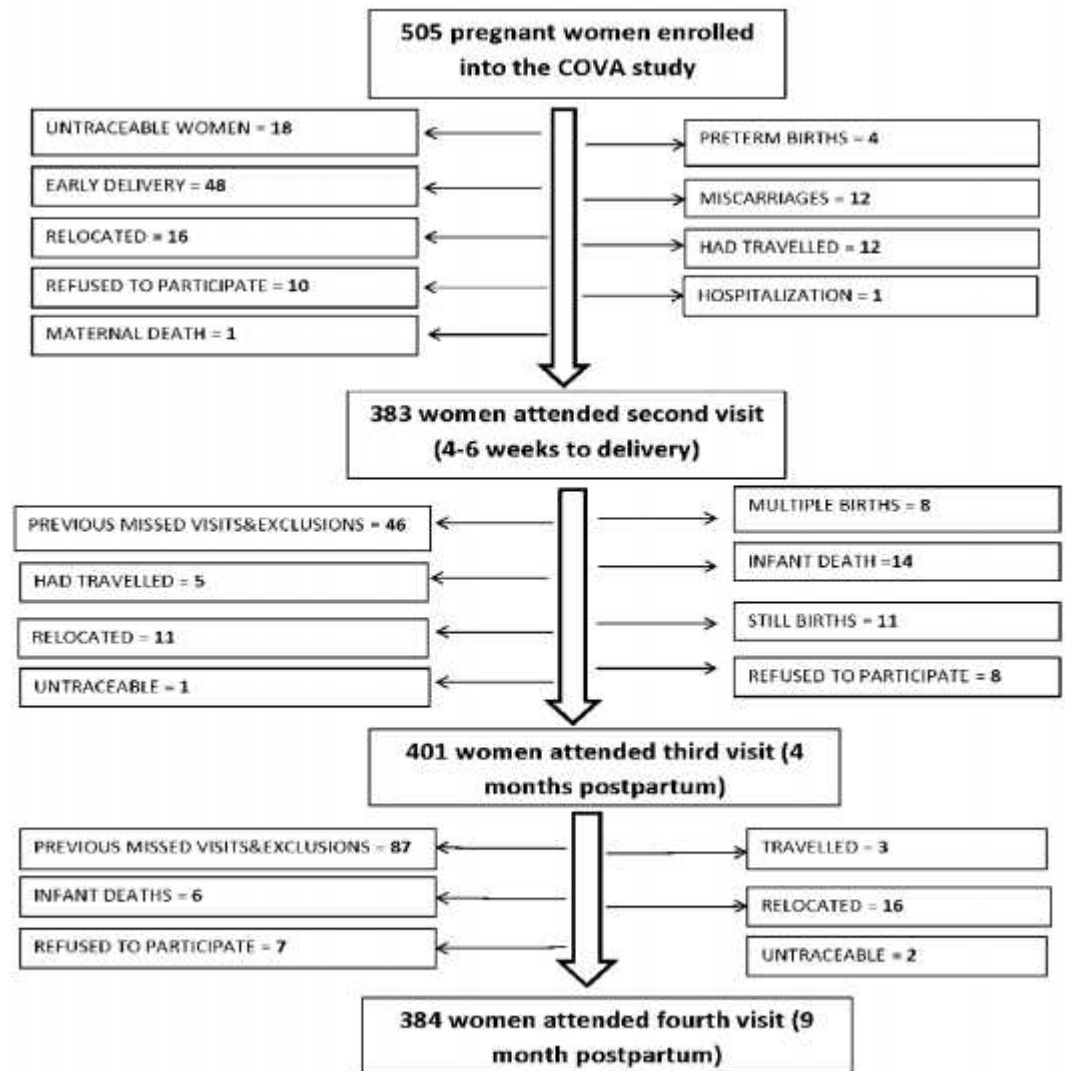 505 pregnant women enrolled
into the COVA study
UNTRACEABLE WOMEN = 18
PRETERM BIRTHS = 4
EARLY DELIVERY = 48
MISCARRIAGES = 12
RELOCATED = 16
HAD TRAVELLED = 12
REFUSED TO PARTICIPATE = 10
HOSPITALIZATION = 1
MATERNAL DEATH = 1
383 women attended second visit
(4-6 weeks to delivery)
PREVIOUS MISSED VISITS&EXCLUSIONS = 46
MULTIPLE BIRTHS = 8
HAD TRAVELLED = 5
INFANT DEATH =14
RELOCATED = 11
STILL BIRTHS = 11
UNTRACEABLE = 1
REFUSED TO PARTICIPATE = 8
401 women attended third visit (4
months postpartum)
PREVIOUS MISSED VISITS&EXCLUSIONS = 87
TRAVELLED = 3
INFANT DEATHS = 6
RELOCATED = 16
REFUSED TO PARTICIPATE = 7
UNTRACEABLE = 2
384 women attended fourth visit (9
month postpartum)